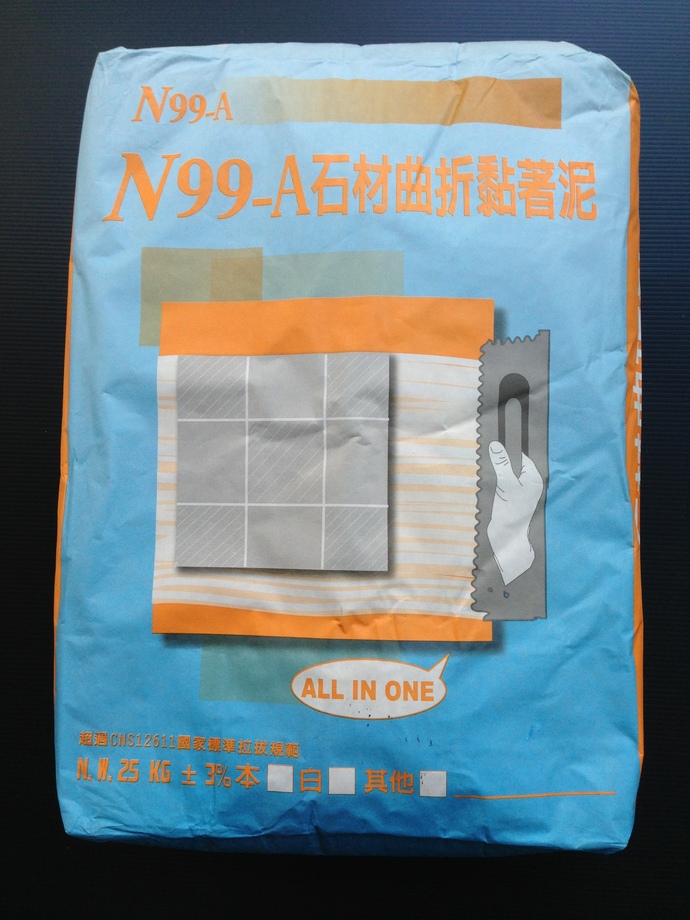 N99-A
N99-A石材曲折黏著泥
ALL IN ONE
超過CNS12611國家標準拉拔規範
N.W.25 KG ± 3% 本 白 其他